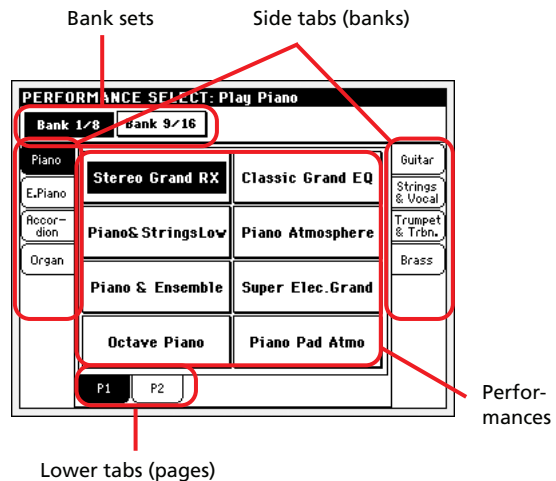 Bank sets
Side tabs (banks)
PERFORMANCE SELECT: Play Piano
Bank 1/8
Bank 9/16
Piano
E.Piano
Accor-
dion
Organ
Stereo Grand RX
Classic Grand EQ
Piano& StringsLow
Piano Atmosphere
Piano & Ensemble
Super Elec.Grand
Octave Piano
Piano Pad Atmo
Guitar
Strings
& Vocal
Trumpet
& Trbn.
Brass
P1
P2
Perfor-
mances
Lower tabs (pages)